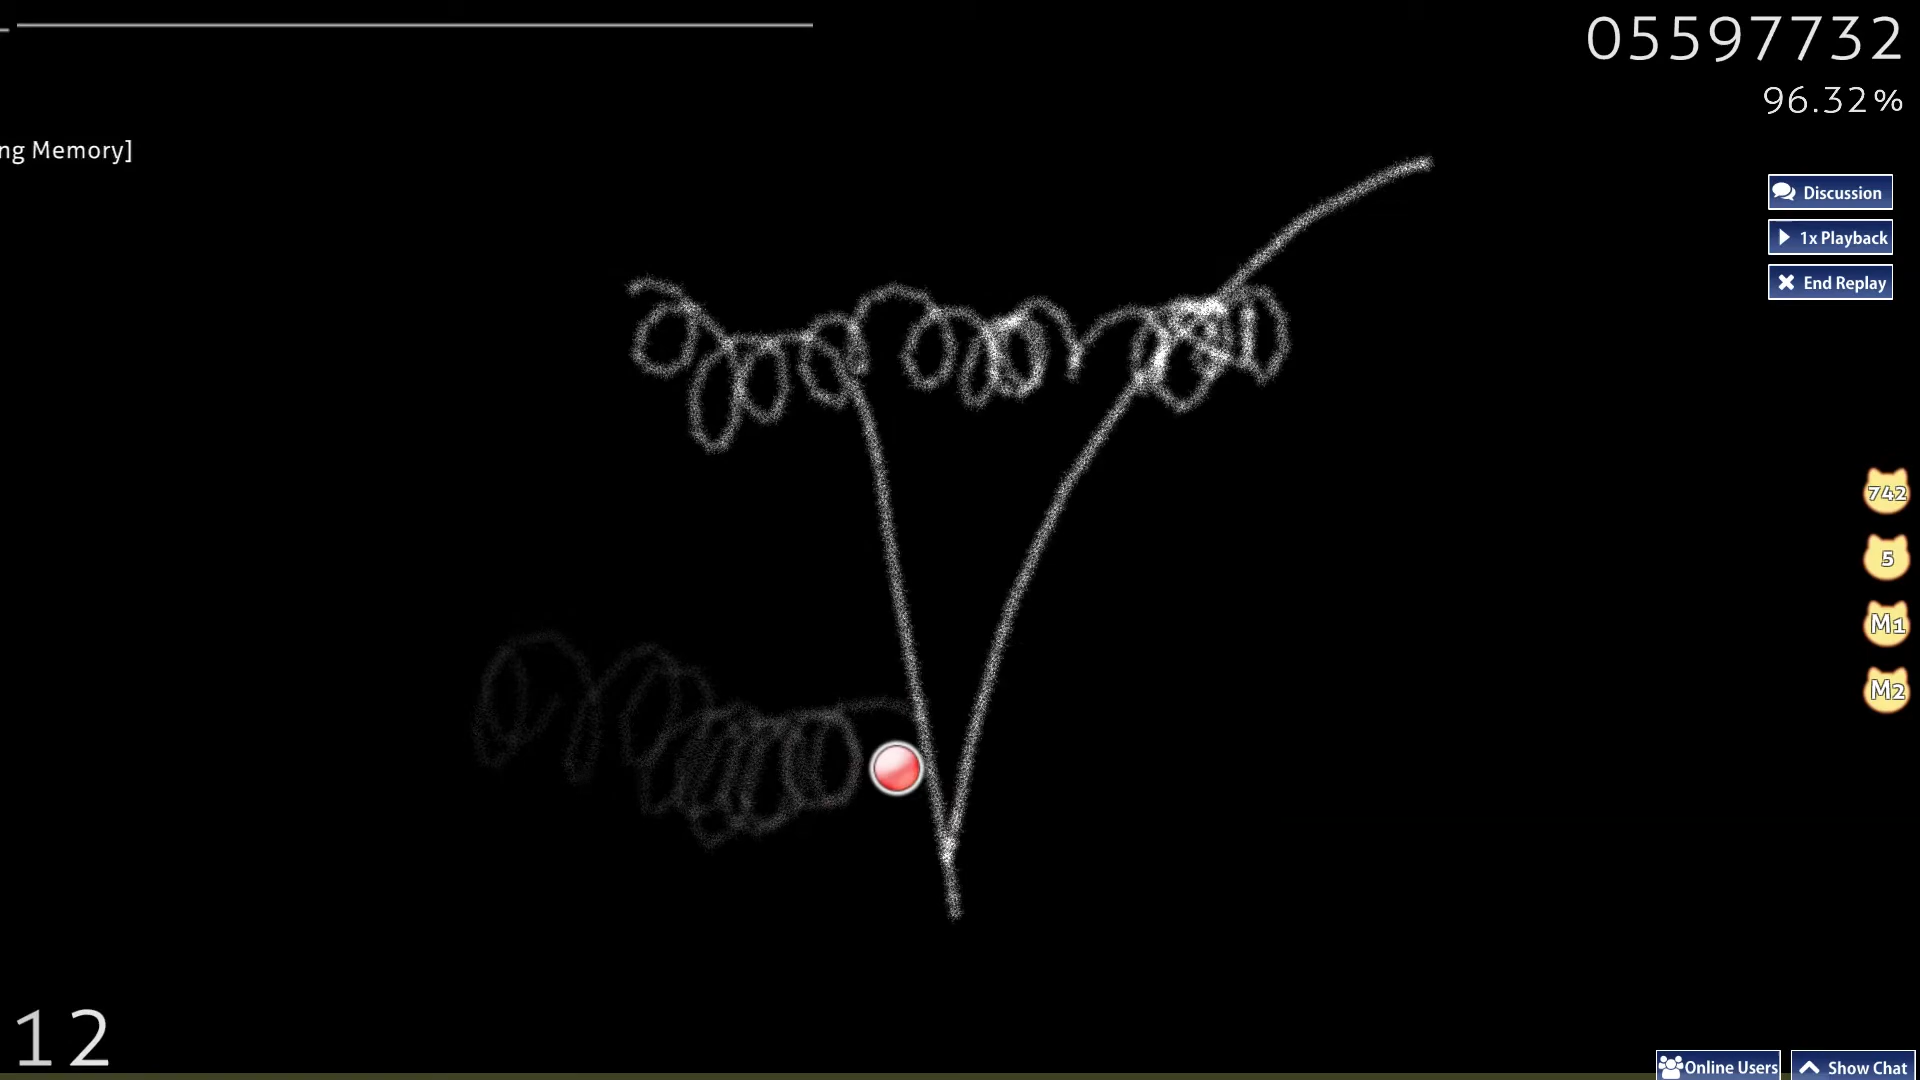 05597732
96.32%
ng Memory]
Discussion
1x Playback
End Replay
742
5
M1
M2
12
Online Users
Show Chat